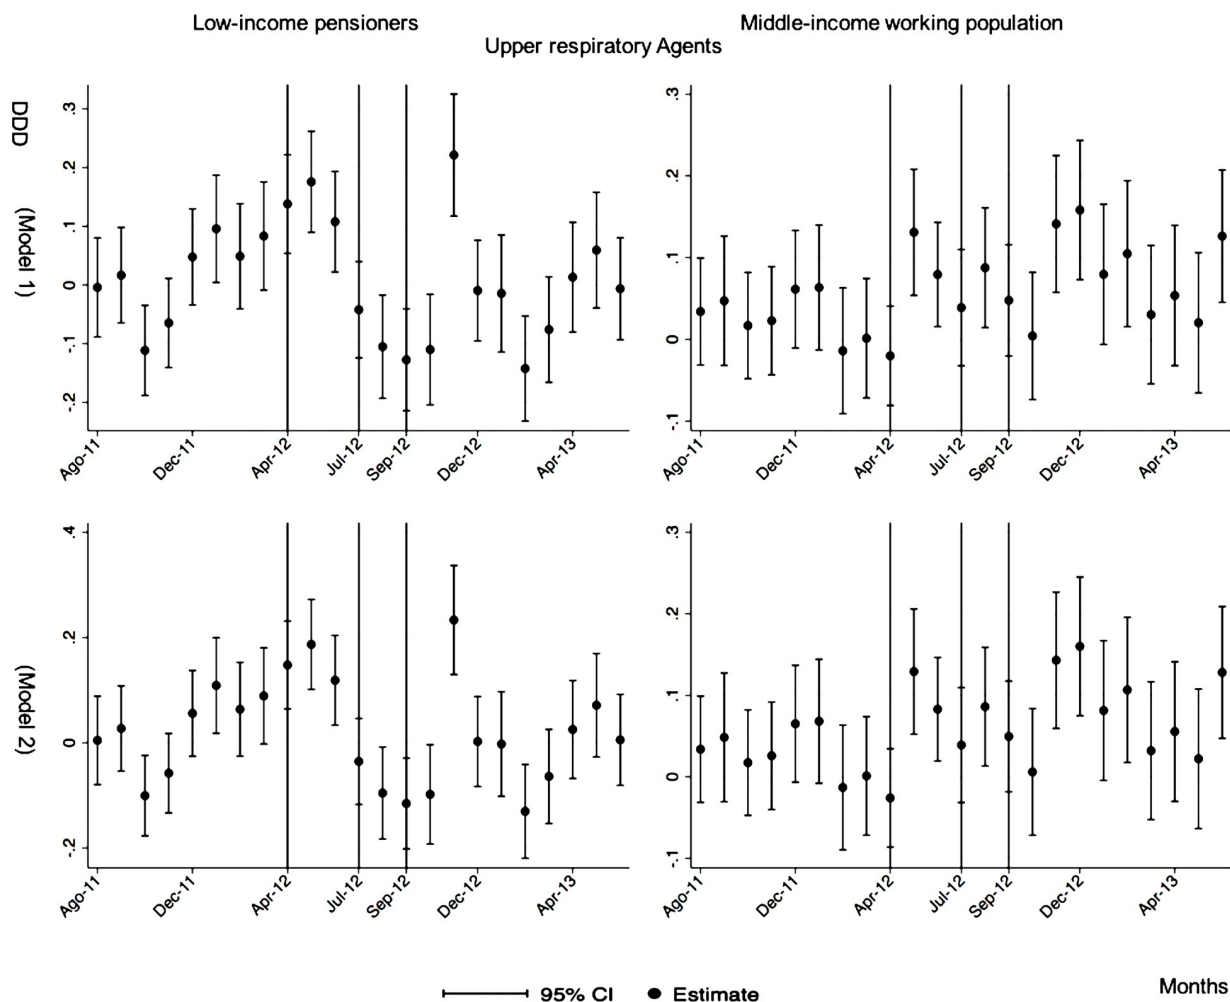 Low-income pensioners
Middle-income working population
Upper respiratory Agents
DDD
(Model 1)
.3
.2
.1
0
-.1
-.2
Ago-11
Dec-11
Apr-12
Jul-12
Sep-12
Dec-12
Apr-13
.3
.2
.1
0
-.1
Ago-11
Dec-11
Apr-12
Jul-12
Sep-12
Dec-12
Apr-13
(Model 2)
.4
.2
0
-.2
Ago-11
Dec-11
Apr-12
Jul-12
Sep-12
Dec-12
Apr-13
.3
.2
.1
0
-.1
Ago-11
Dec-11
Apr-12
Jul-12
Sep-12
Dec-12
Apr-13
Months
95% CI
Estimate